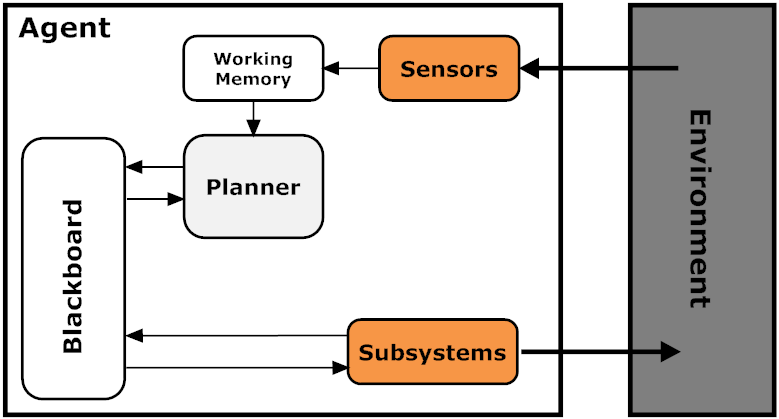 Agent
Working
Memory
Sensors
Planner
Blackboard
Subsystems
Environment